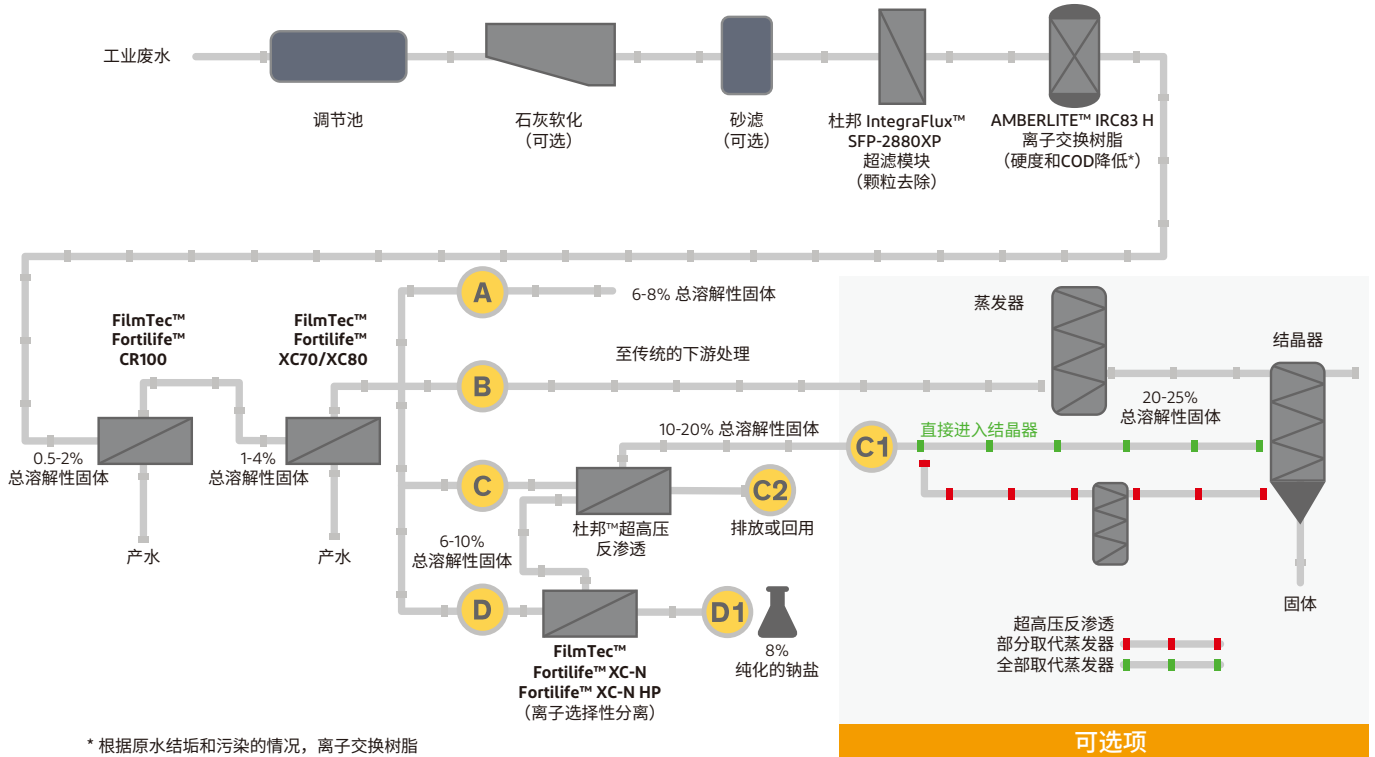 工业废水
调节池
石灰软化
（可选）
砂滤
（可选）
杜邦 IntegraFlux™
SFP-2880XP
超滤模块
（颗粒去除）
AMBERLITE™ IRC83 H
离子交换树脂
（硬度和COD降低*）
FilmTec™
Fortilife™
CR100
0.5-2%
总溶解性固体
产水
FilmTec™
Fortilife™
XC70/XC80
1-4%
总溶解性固体
产水
A
6-8% 总溶解性固体
B
至传统的下游处理
C
杜邦™超高压
反渗透
10-20% 总溶解性固体
C1
C2
排放或回用
6-10%
总溶解性固体
D
FilmTec™
Fortilife™ XC-N
Fortilife™ XC-N HP
（离子选择性分离）
D1
8%
纯化的钠盐
蒸发器
结晶器
20-25%
总溶解性固体
直接进入结晶器
固体
超高压反渗透
部分取代蒸发器
全部取代蒸发器
可选项
* 根据原水结垢和污染的情况，离子交换树脂